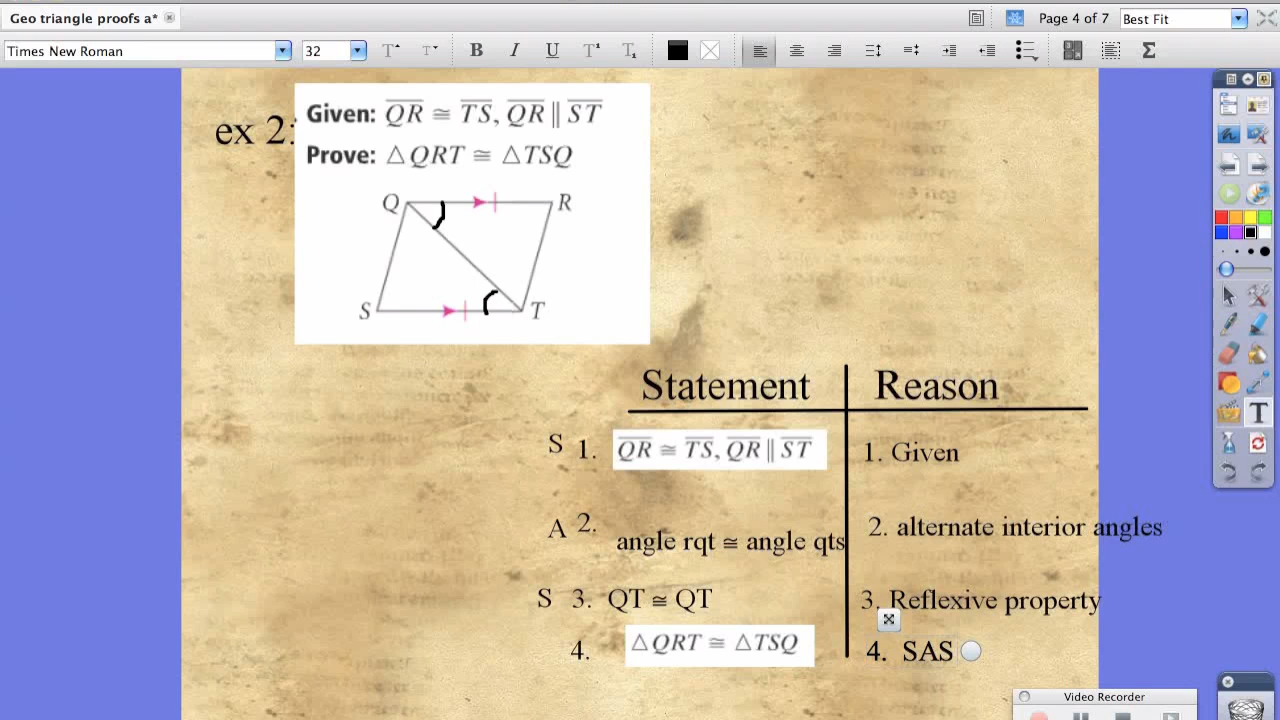 Geo triangle proofs a*
Page 4 of 7
Best Fit
Times New Roman
32
B I U T¹ T₁ Σ
ex 2:
Given: QR ≅ TS, QR ∥ ST
Prove: △QRT ≅ △TSQ
Q R
S T
Statement Reason
S 1. QR ≅ TS, QR ∥ ST 1. Given
A 2. angle rqt ≅ angle qts 2. alternate interior angles
S 3. QT ≅ QT 3. Reflexive property
4. △QRT ≅ △TSQ 4. SAS
T
Video Recorder